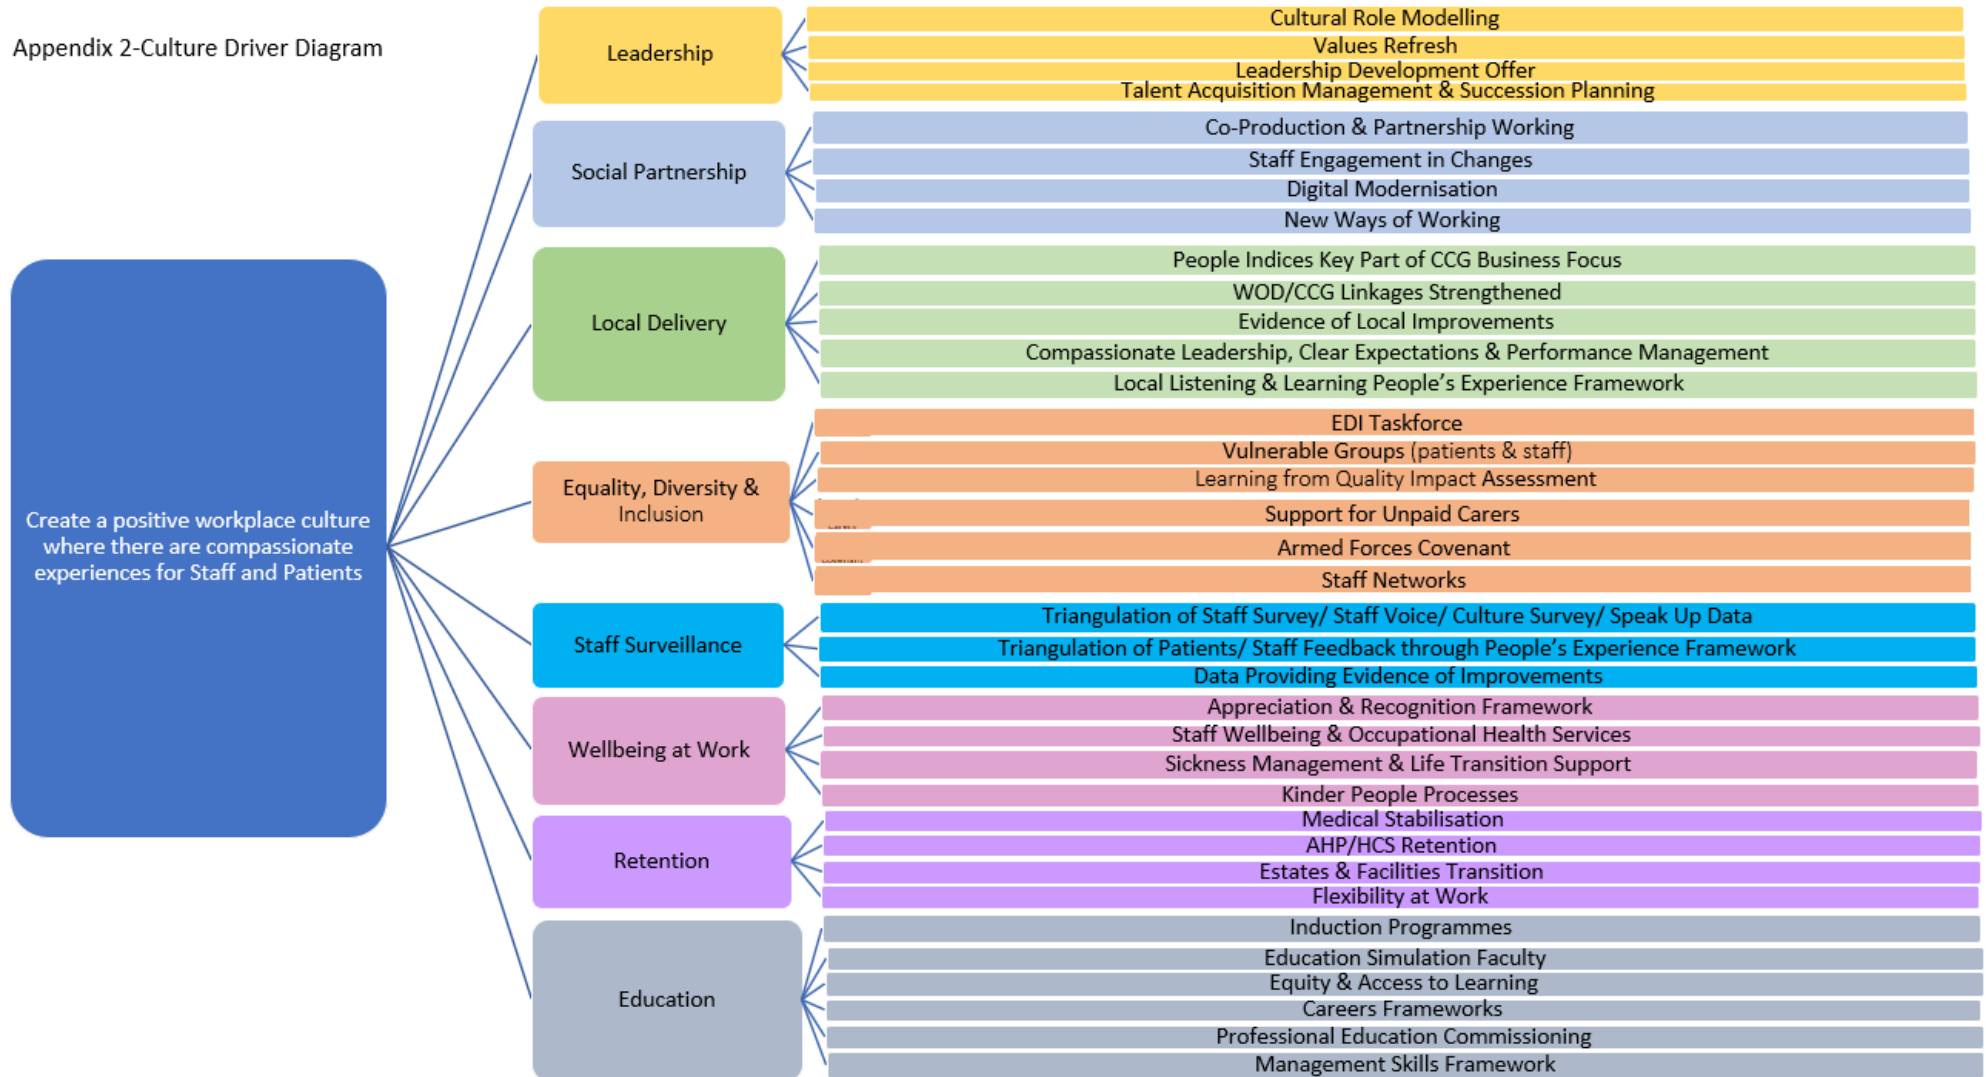 Appendix 2-Culture Driver Diagram
Create a positive workplace culture
where there are compassionate
experiences for Staff and Patients
Leadership
Cultural Role Modelling
Values Refresh
Leadership Development Offer
Talent Acquisition Management & Succession Planning
Social Partnership
Co-Production & Partnership Working
Staff Engagement in Changes
Digital Modernisation
New Ways of Working
Local Delivery
People Indices Key Part of CCG Business Focus
WOD/CCG Linkages Strengthened
Evidence of Local Improvements
Compassionate Leadership, Clear Expectations & Performance Management
Local Listening & Learning People’s Experience Framework
Equality, Diversity &
Inclusion
EDI Taskforce
Vulnerable Groups (patients & staff)
Learning from Quality Impact Assessment
Support for Unpaid Carers
Armed Forces Covenant
Staff Networks
Staff Surveillance
Triangulation of Staff Survey/ Staff Voice/ Culture Survey/ Speak Up Data
Triangulation of Patients/ Staff Feedback through People’s Experience Framework
Data Providing Evidence of Improvements
Wellbeing at Work
Appreciation & Recognition Framework
Staff Wellbeing & Occupational Health Services
Sickness Management & Life Transition Support
Kinder People Processes
Retention
Medical Stabilisation
AHP/HCS Retention
Estates & Facilities Transition
Flexibility at Work
Education
Induction Programmes
Education Simulation Faculty
Equity & Access to Learning
Careers Frameworks
Professional Education Commissioning
Management Skills Framework